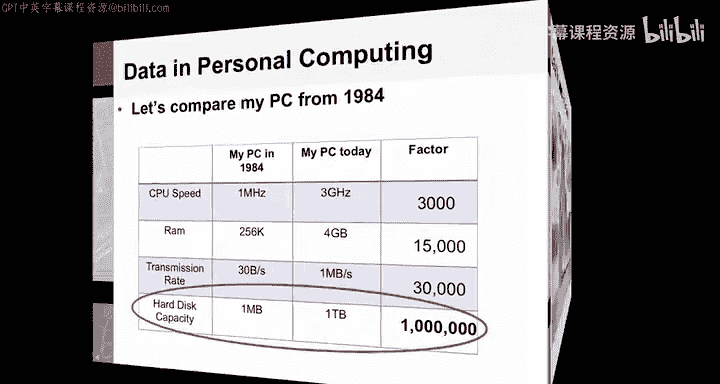 GPT中英字幕课程资源@bilibili.com
幕课程资源 bilibili
Data in Personal Computing
• Let's compare my PC from 1984
My PC in 1984 My PC today Factor
CPU Speed 1MHz 3GHz 3000
Ram 256K 4GB 15,000
Transmission Rate 30B/s 1MB/s 30,000
Hard Disk Capacity 1MB 1TB 1,000,000